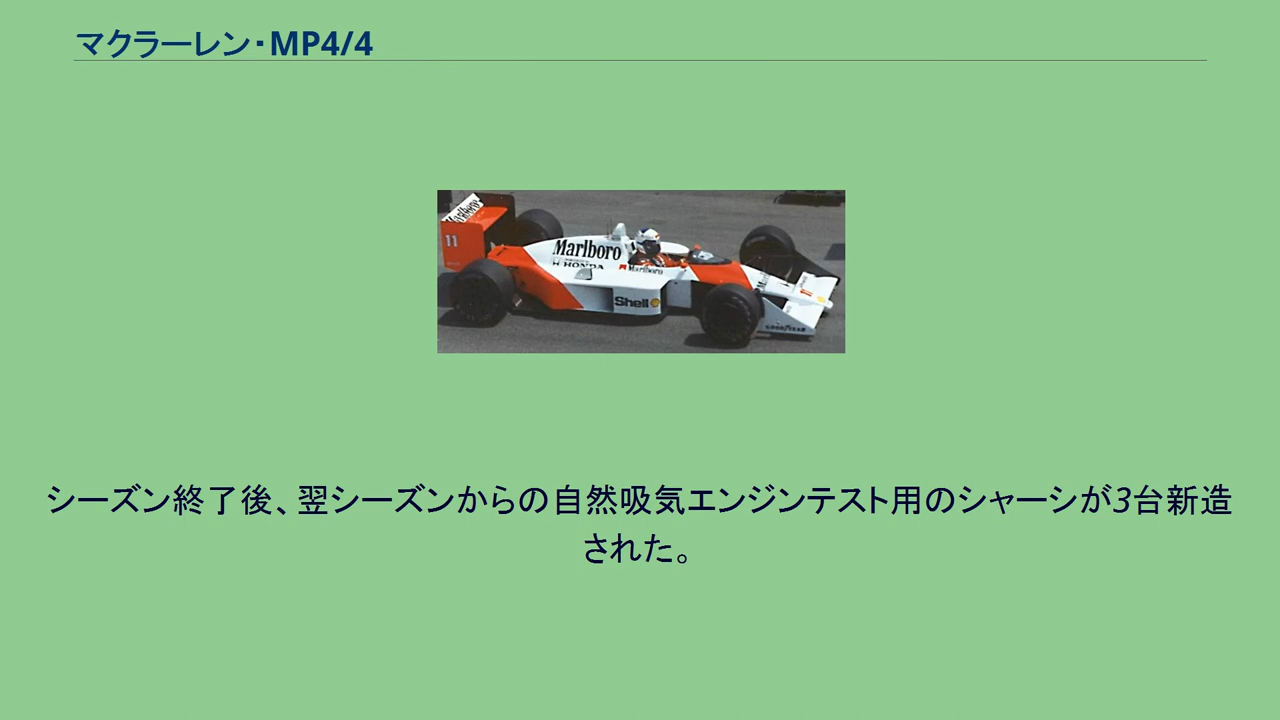 マクラーレン・MP4/4
Marlboro
11
Marlboro
HONDA
Marlboro
Shell
GOODYEAR
シーズン終了後、翌シーズンからの自然吸気エンジンテスト用のシャーシが3台新造
された。